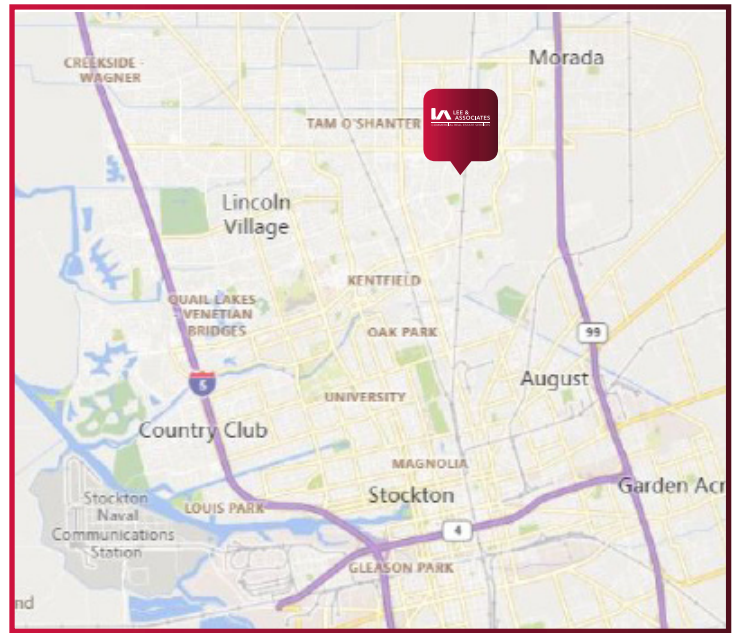 Morada
CREEKSIDE -
WAGNER
LEE &
ASSOCIATES
TAM O'SHANTER
Lincoln
Village
KENTFIELD
QUAIL LAKES
VENETIAN
BRIDGES
OAK PARK
99
5
August
UNIVERSITY
Country Club
MAGNOLIA
Garden Acr
Stockton
Stockton
Naval
Communications
Station
LOUIS PARK
4
GLEASON PARK
nd